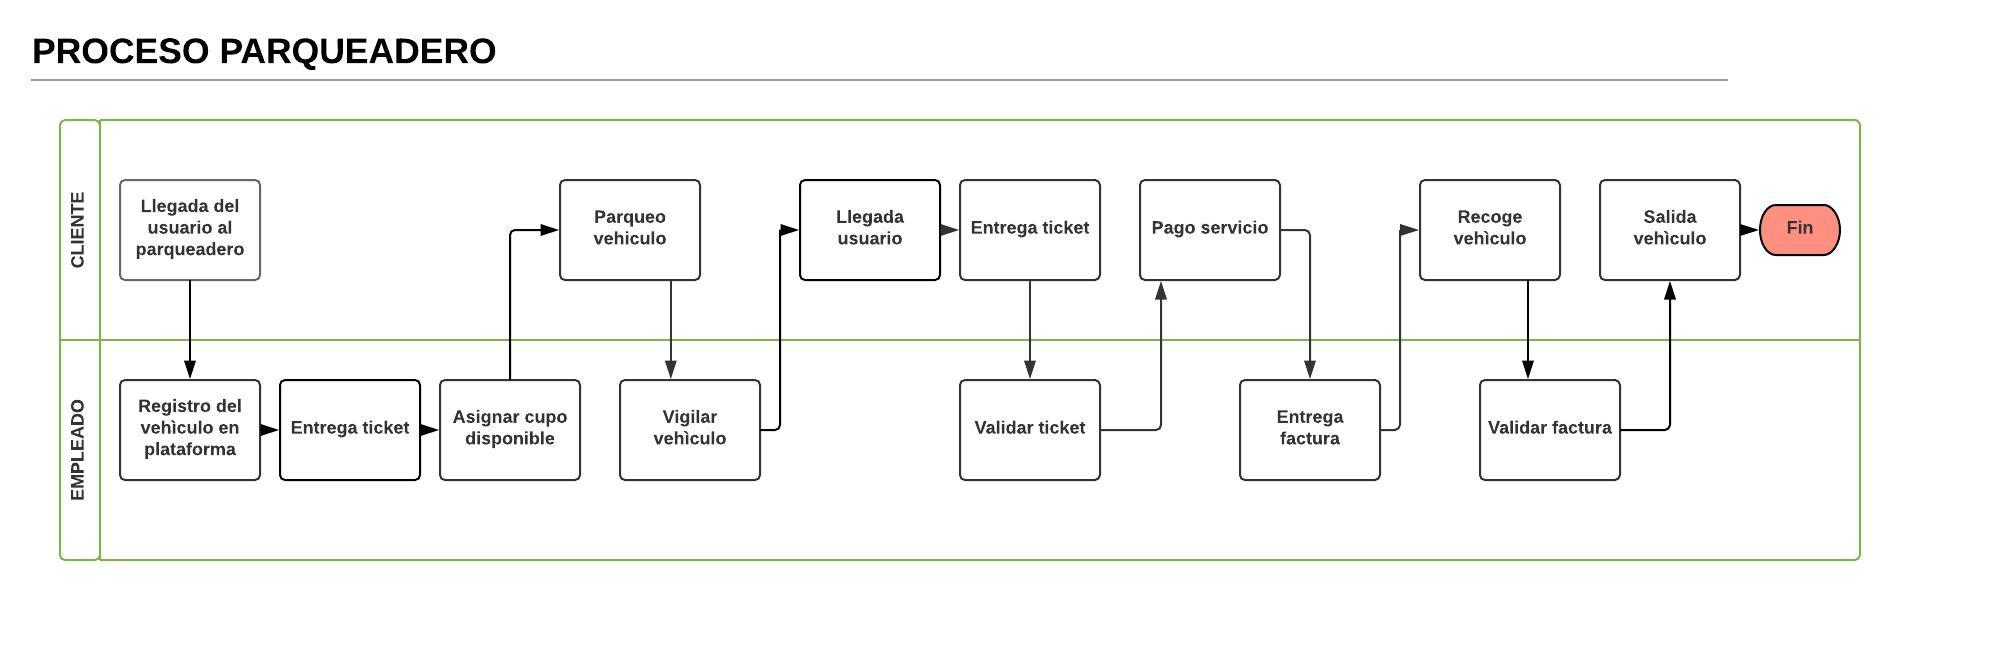 PROCESO PARQUEADERO
CLIENTE
Llegada del
usuario al
parqueadero
Parqueo
vehiculo
Llegada
usuario
Entrega ticket
Pago servicio
Recoge
vehìculo
Salida
vehìculo
Fin
EMPLEADO
Registro del
vehìculo en
plataforma
Entrega ticket
Asignar cupo
disponible
Vigilar
vehìculo
Validar ticket
Entrega
factura
Validar factura